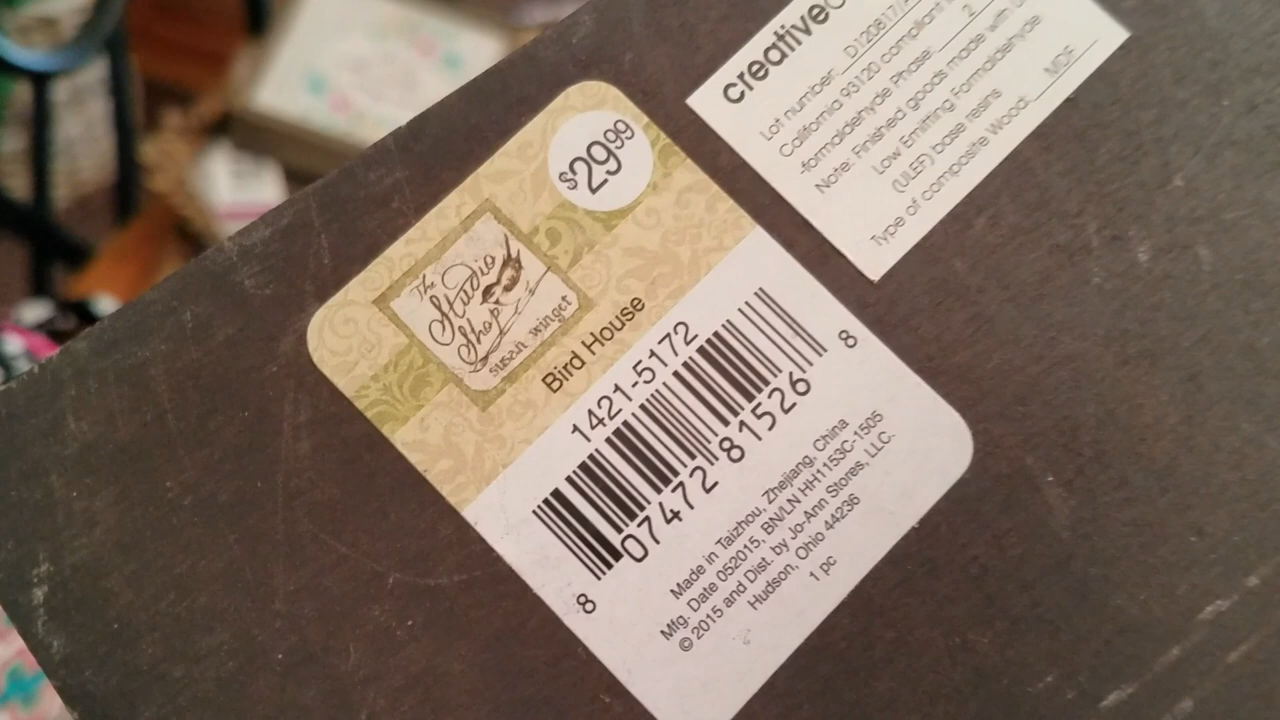 $29.99
The
Studio
Shop
susan winget
Bird House
1421-5172
8 07472 81526 8
Made in Taizhou, Zhejiang, China
Mfg. Date 052015, BN/LN HH1153C-1505
© 2015 and Dist. by Jo-Ann Stores, LLC.
Hudson, Ohio 44236
1 pc
creative
Lot number: D120817/
California 93120 compliant
-formaldehyde Phase: 2
Note: Finished goods made with
Low Emitting Formaldehyde
(ULEF) base resins
Type of composite Wood: MDF